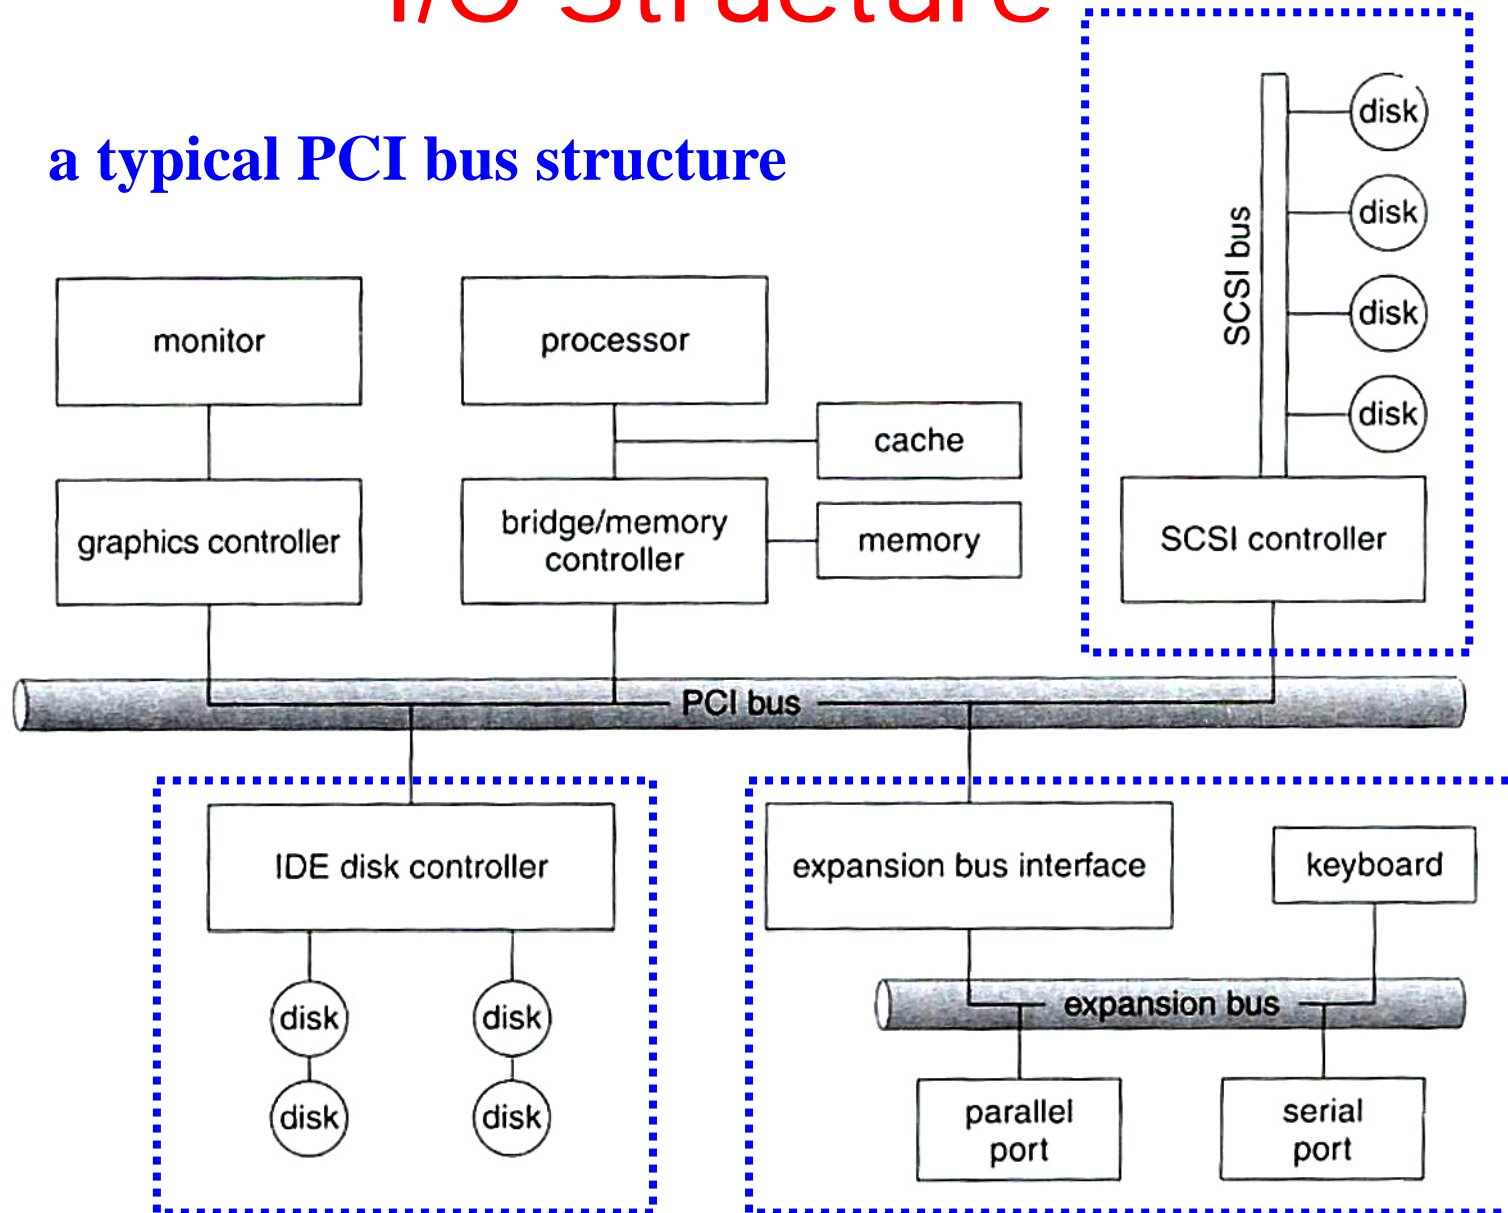 I/O Structure
a typical PCI bus structure
disk
disk
SCSI bus
disk
disk
monitor
processor
cache
graphics controller
bridge/memory
controller
memory
SCSI controller
PCI bus
IDE disk controller
expansion bus interface
keyboard
disk
disk
expansion bus
disk
disk
parallel
port
serial
port